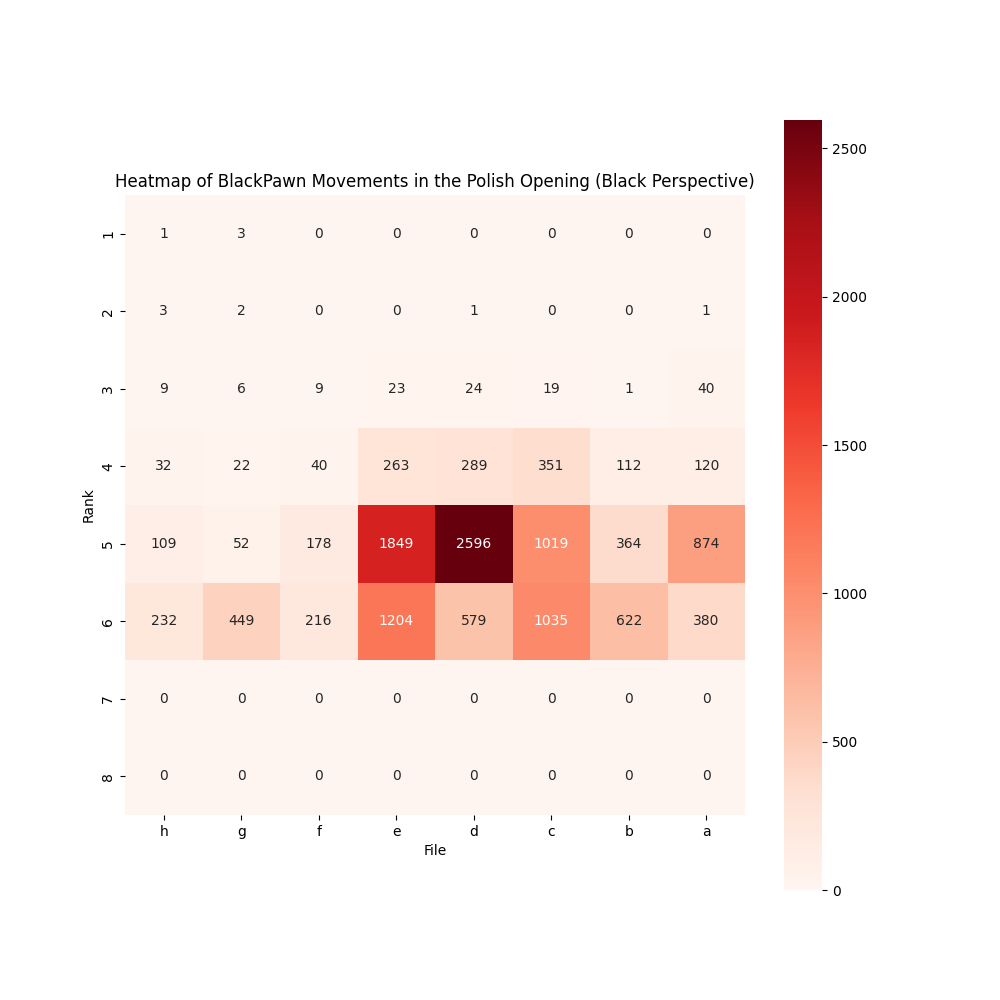 Heatmap of BlackPawn Movements in the Polish Opening (Black Perspective)
1 1 3 0 0 0 0 0 0
2 3 2 0 0 1 0 0 1
3 9 6 9 23 24 19 1 40
4 32 22 40 263 289 351 112 120
Rank
5 109 52 178 1849 2596 1019 364 874
6 232 449 216 1204 579 1035 622 380
7 0 0 0 0 0 0 0 0
8 0 0 0 0 0 0 0 0
h g f e d c b a
File
2500
2000
1500
1000
500
0